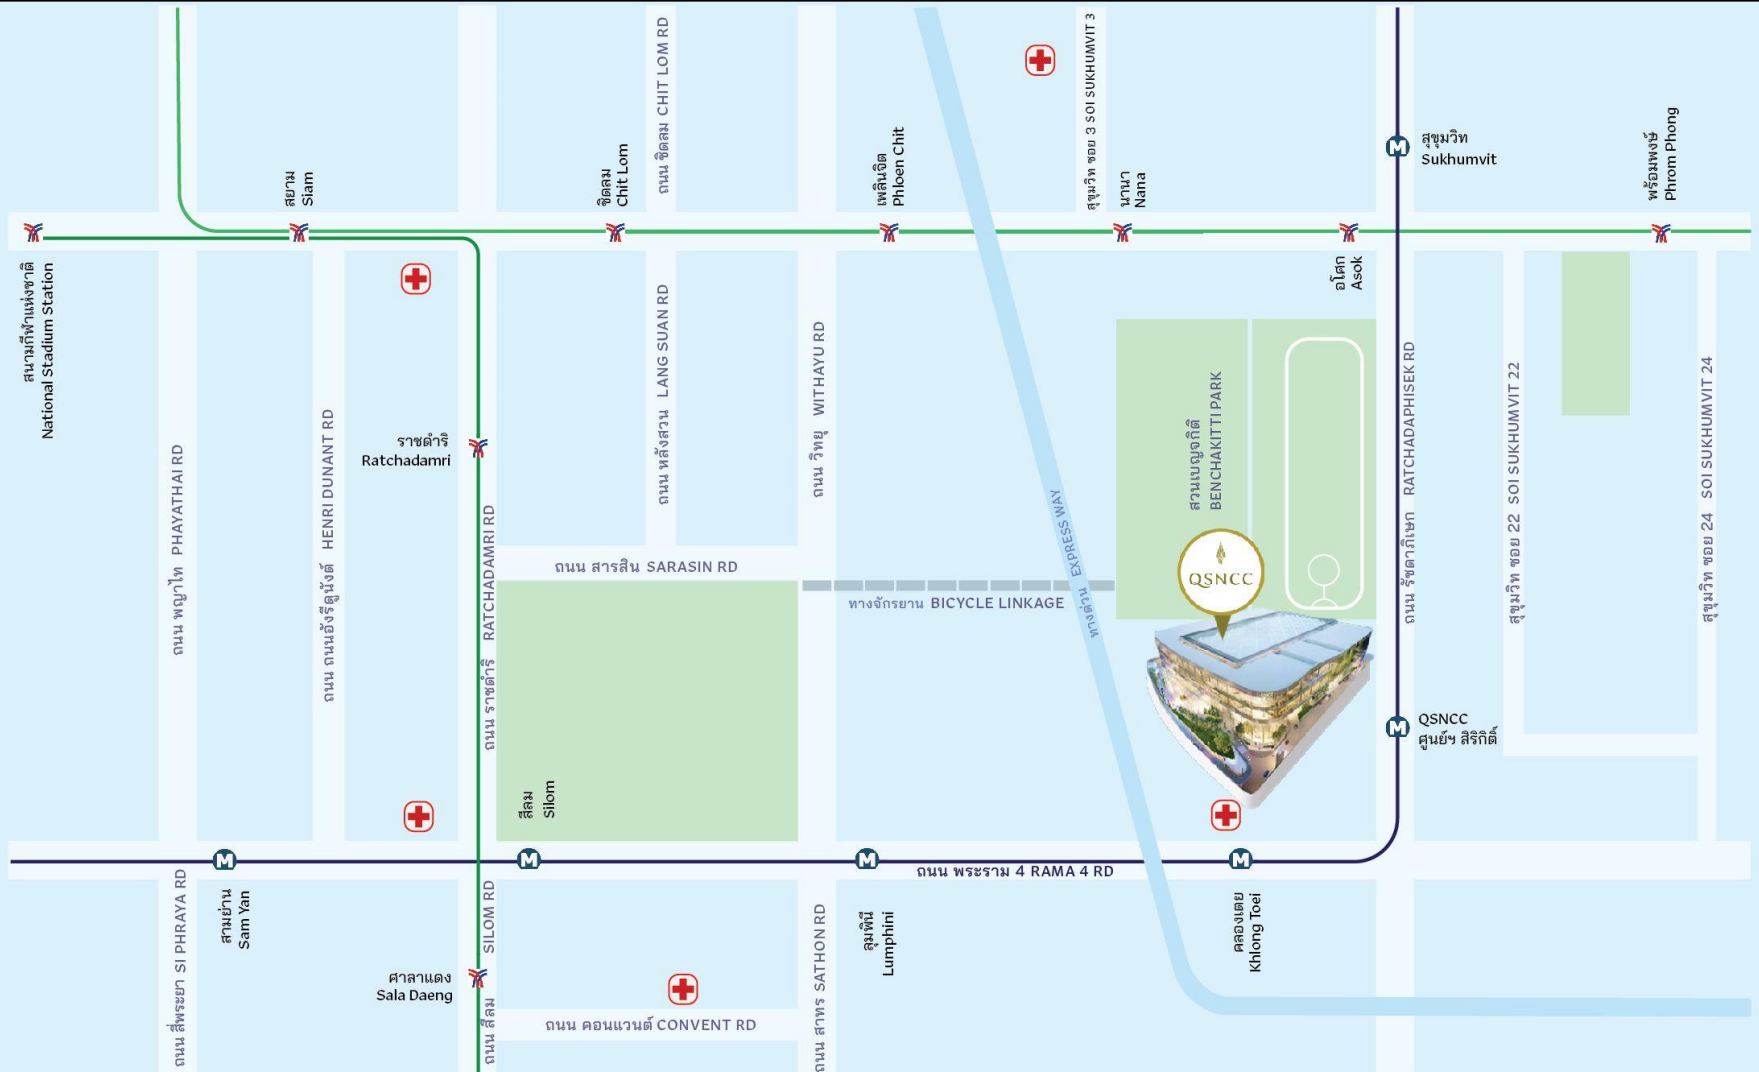 ถนน ชิดลม CHIT LOM RD
สุขุมวิท ซอย 3 SOI SUKHUMVIT 3
สยาม
Siam
ชิดลม
Chit Lom
เพลินจิต
Phloen Chit
นานา
Nana
สุขุมวิท
Sukhumvit
พร้อมพงษ์
Phrom Phong
สนามกีฬาแห่งชาติ
National Stadium Station
อโศก
Asok
ราชดำริ
Ratchadamri
ถนน พญาไท PHAYATHAI RD
ถนน ถนนอังรีดูนังต์ HENRI DUNANT RD
ถนน ราชดำริ RATCHADAMRI RD
ถนน หลังสวน LANG SUAN RD
ถนน วิทยุ WITHAYU RD
ทางด่วน EXPRESS WAY
สวนเบญจกิติ
BENCHAKITTI PARK
ถนน รัชดาภิเษก RATCHADAPHISEK RD
สุขุมวิท ซอย 22 SOI SUKHUMVIT 22
สุขุมวิท ซอย 24 SOI SUKHUMVIT 24
ถนน สารสิน SARASIN RD
QSNCC
ทางจักรยาน BICYCLE LINKAGE
QSNCC
ศูนย์ฯ สิริกิติ์
สีลม
Silom
M
M
M
M
M
M
ถนน พระราม 4 RAMA 4 RD
ถนน สี่พระยา SI PHRAYA RD
สามย่าน
Sam Yan
ศาลาแดง
Sala Daeng
ถนน สีลม SILOM RD
ถนน คอนแวนต์ CONVENT RD
ถนน สาทร SATHON RD
ลุมพินี
Lumphini
คลองเตย
Khlong Toei